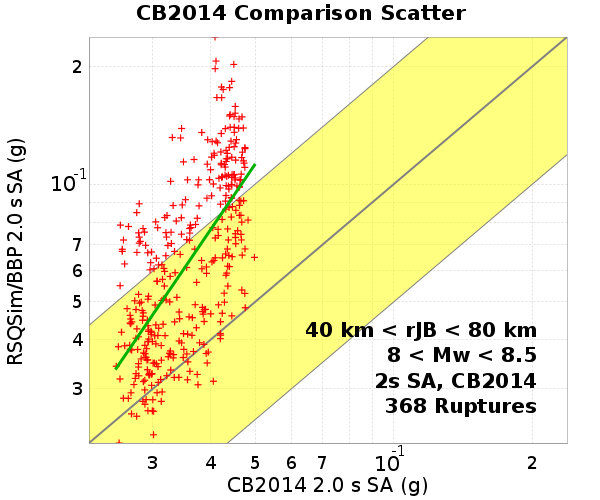 CB2014 Comparison Scatter
RSQSim/BBP 2.0 s SA (g)
2
10-1
7
6
5
4
3
40 km < rJB < 80 km
8 < Mw < 8.5
2s SA, CB2014
368 Ruptures
3 4 5 6 7 10-1 2
CB2014 2.0 s SA (g)